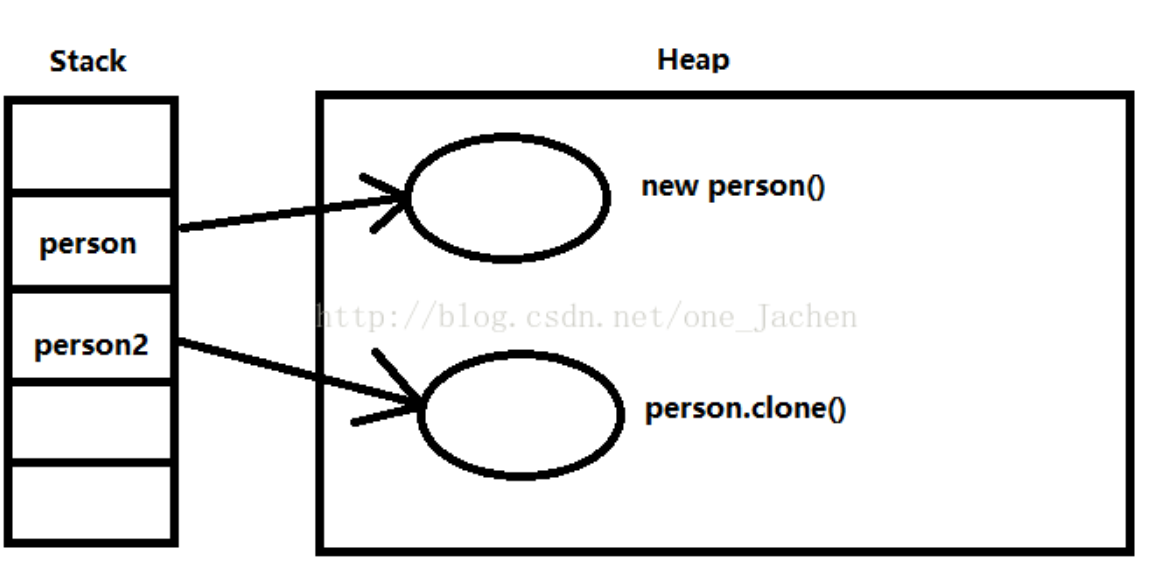 Stack
Heap
new person()
person
http://blog.csdn.net/one_Jachen
person2
person.clone()